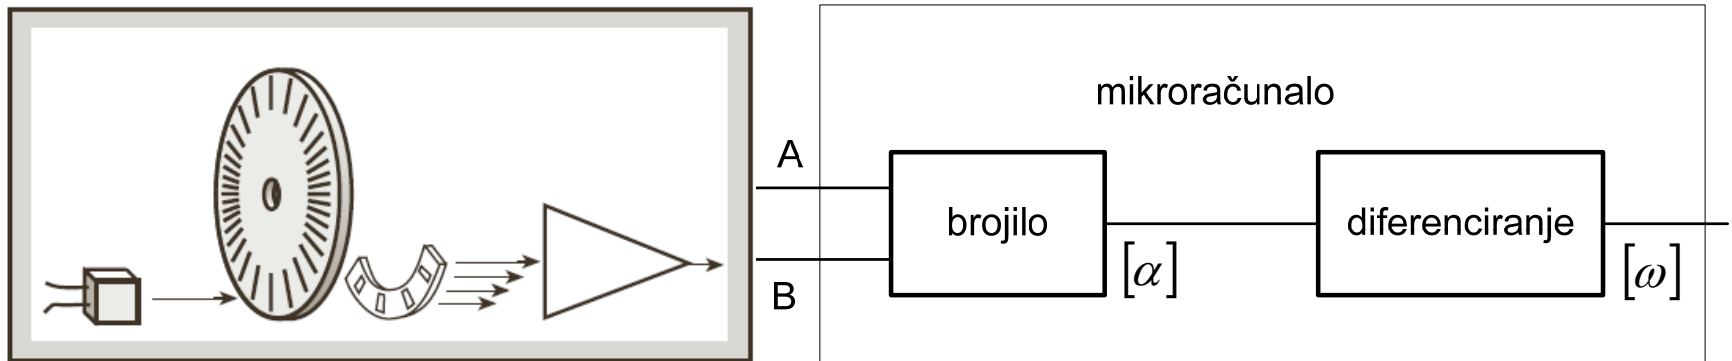 mikroračunalo
A
B
brojilo
[α]
diferenciranje
[ω]